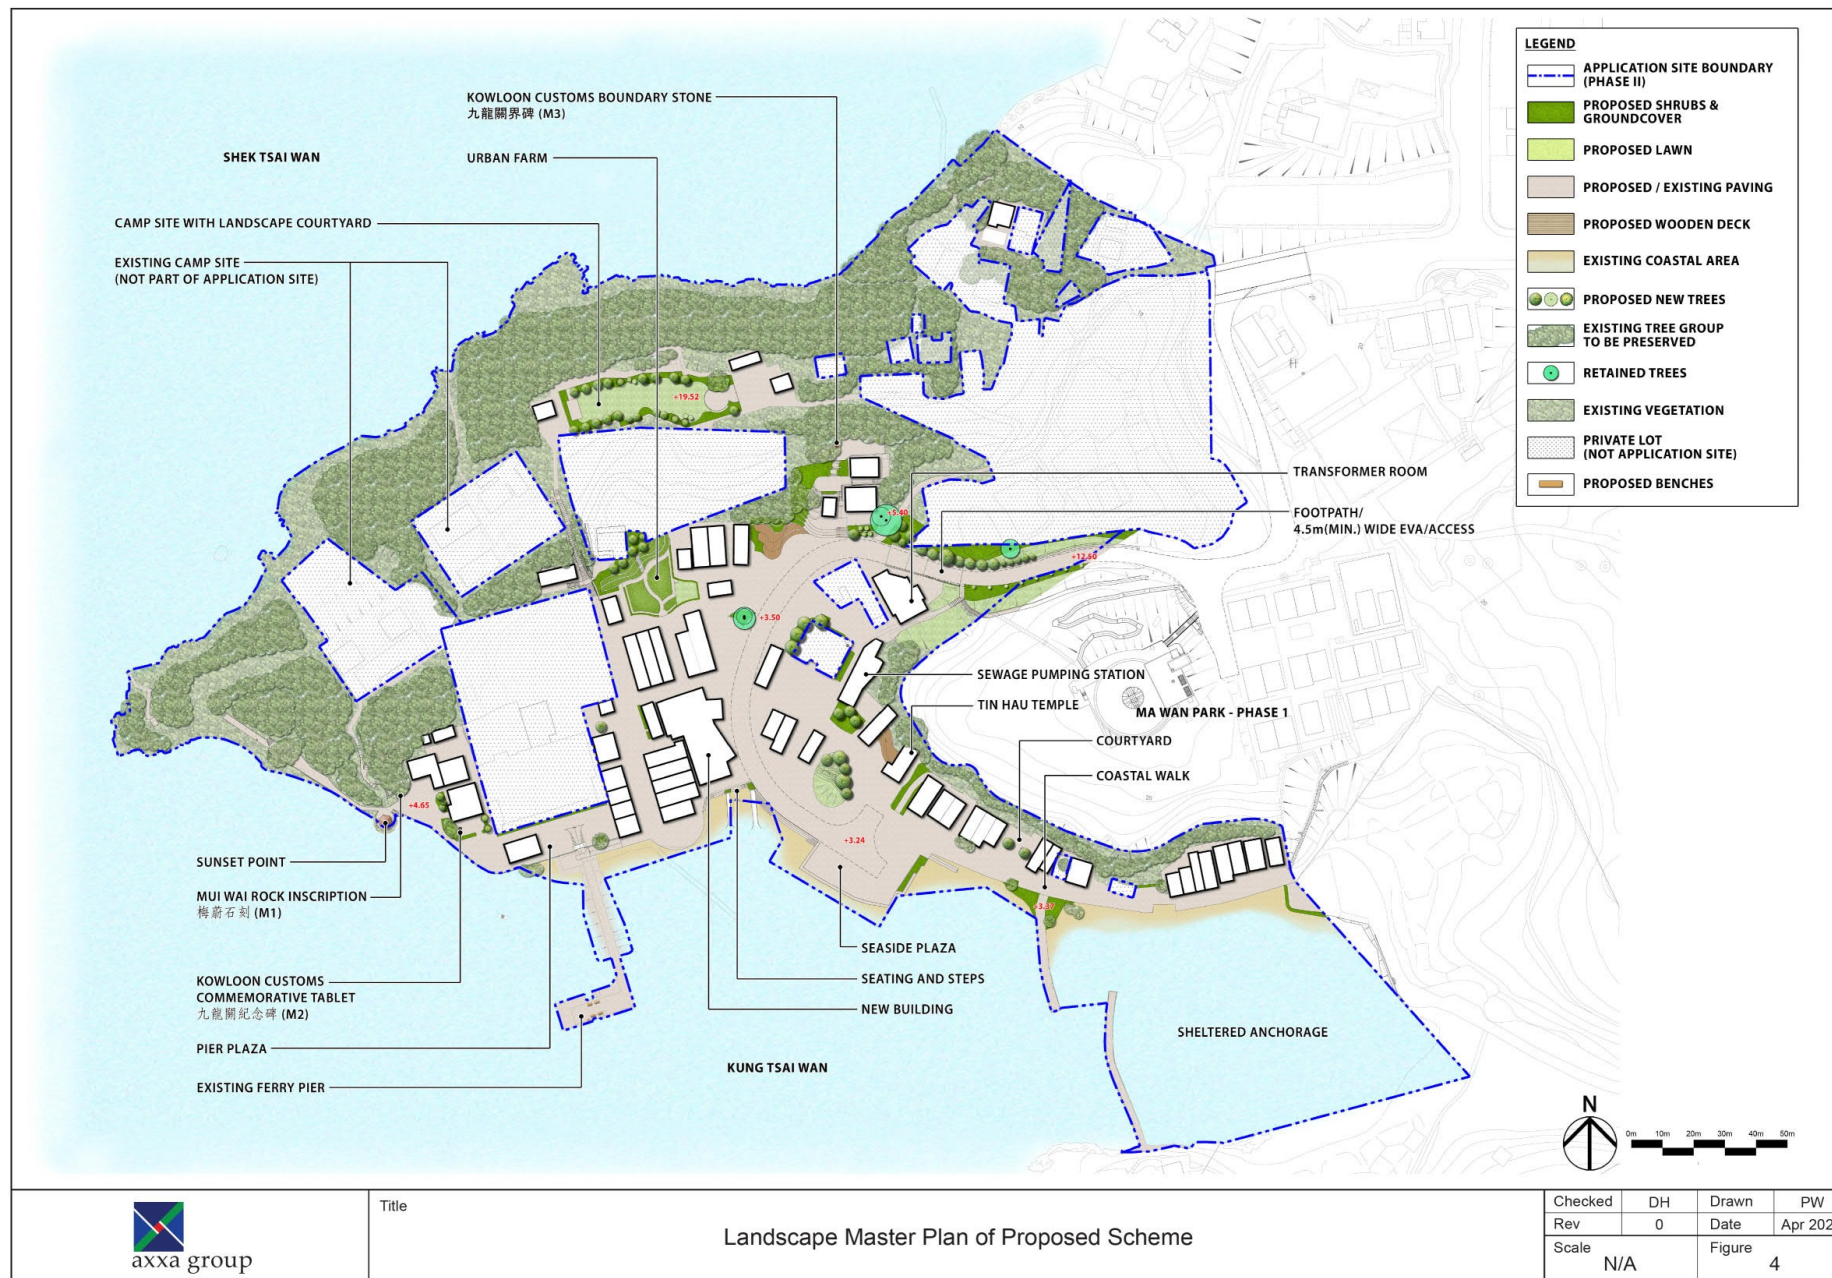 KOWLOON CUSTOMS BOUNDARY STONE
九龍關界碑 (M3)
SHEK TSAI WAN
URBAN FARM
CAMP SITE WITH LANDSCAPE COURTYARD
EXISTING CAMP SITE
(NOT PART OF APPLICATION SITE)
LEGEND
APPLICATION SITE BOUNDARY
(PHASE II)
PROPOSED SHRUBS &
GROUNDCOVER
PROPOSED LAWN
PROPOSED / EXISTING PAVING
PROPOSED WOODEN DECK
EXISTING COASTAL AREA
PROPOSED NEW TREES
EXISTING TREE GROUP
TO BE PRESERVED
RETAINED TREES
EXISTING VEGETATION
PRIVATE LOT
(NOT APPLICATION SITE)
PROPOSED BENCHES
+19.52
TRANSFORMER ROOM
+5.40
FOOTPATH/
4.5m(MIN.) WIDE EVA/ACCESS
+12.50
+3.50
SEWAGE PUMPING STATION
TIN HAU TEMPLE
MA WAN PARK - PHASE 1
COURTYARD
COASTAL WALK
+4.65
+3.24
+3.37
SUNSET POINT
MUI WAI ROCK INSCRIPTION
梅蔚石刻 (M1)
KOWLOON CUSTOMS
COMMEMORATIVE TABLET
九龍關紀念碑 (M2)
PIER PLAZA
EXISTING FERRY PIER
SEASIDE PLAZA
SEATING AND STEPS
NEW BUILDING
KUNG TSAI WAN
SHELTERED ANCHORAGE
N
0m 10m 20m 30m 40m 50m
axxa group
Title
Landscape Master Plan of Proposed Scheme
Checked DH Drawn PW
Rev 0 Date Apr 202
Scale N/A Figure 4